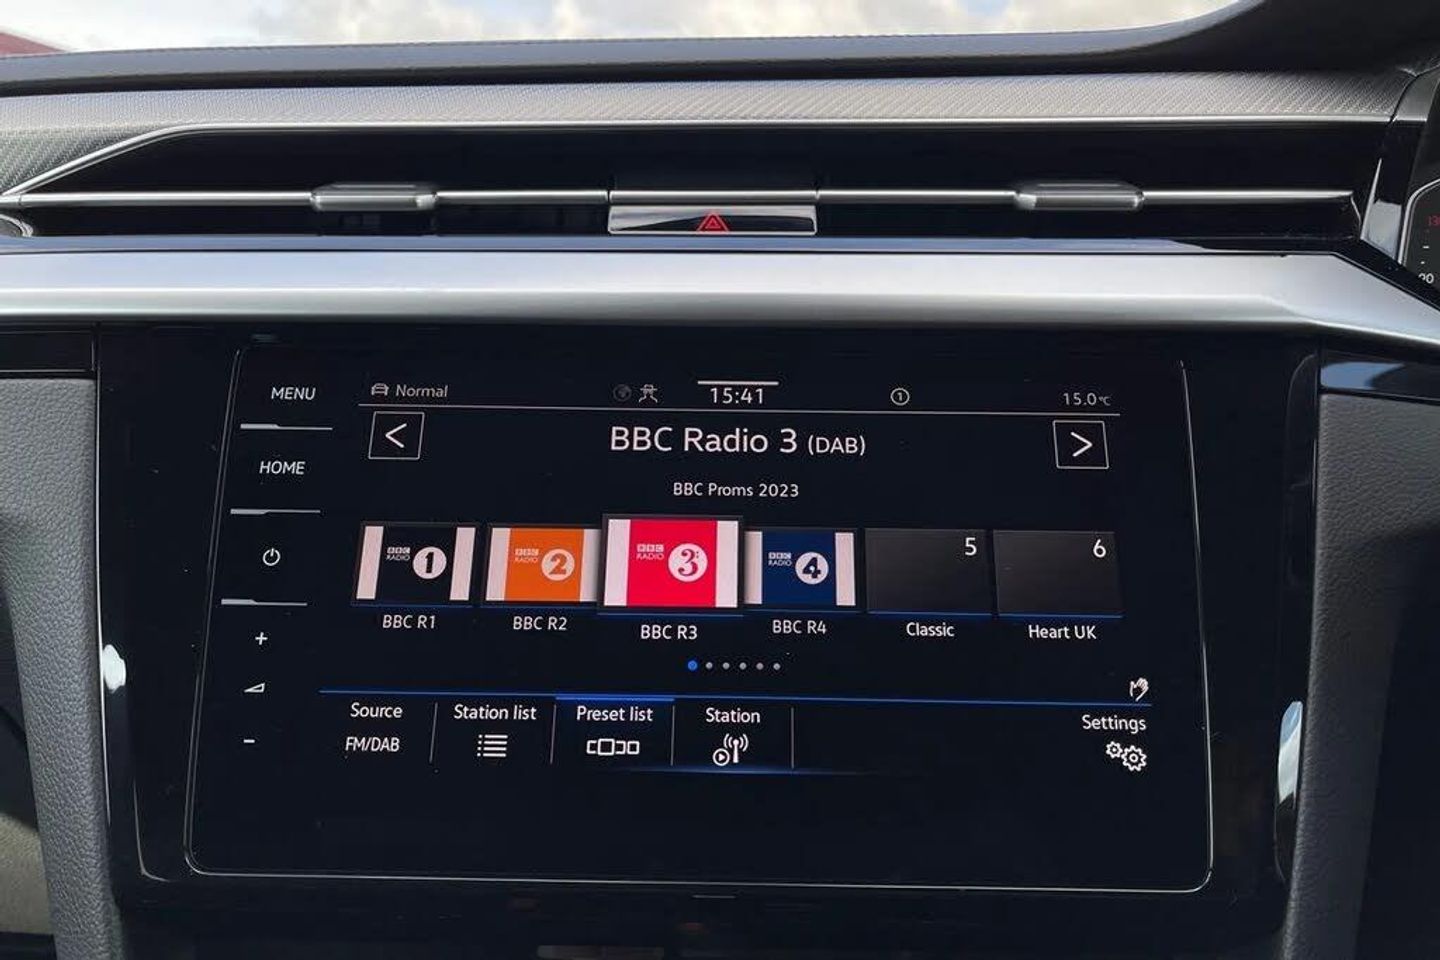 MENU
Normal
15:41
1
15.0°C
HOME
<
BBC Radio 3 (DAB)
>
BBC Proms 2023
BBC RADIO 1
BBC RADIO 2
BBC RADIO 3
BBC RADIO 4
5
6
BBC R1
BBC R2
BBC R3
BBC R4
Classic
Heart UK
+
-
Source
FM/DAB
Station list
Preset list
Station
Settings